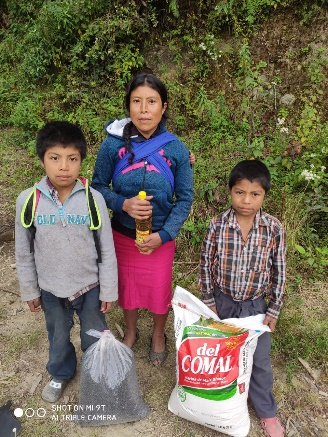 OLD NAVY
del
COMAL
SHOT ON MI 9T
AI TRIPLE CAMERA